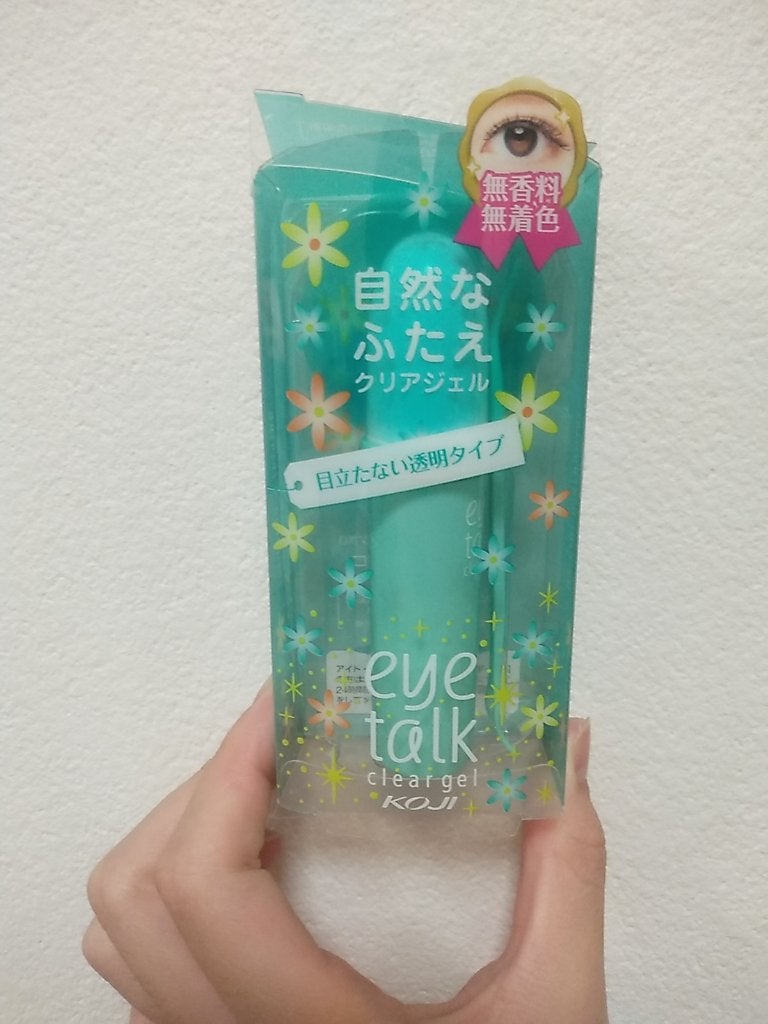 無香料
無着色
自然な
ふたえ
クリアジェル
目立たない透明タイプ
eye
talk
clear gel
KOJI